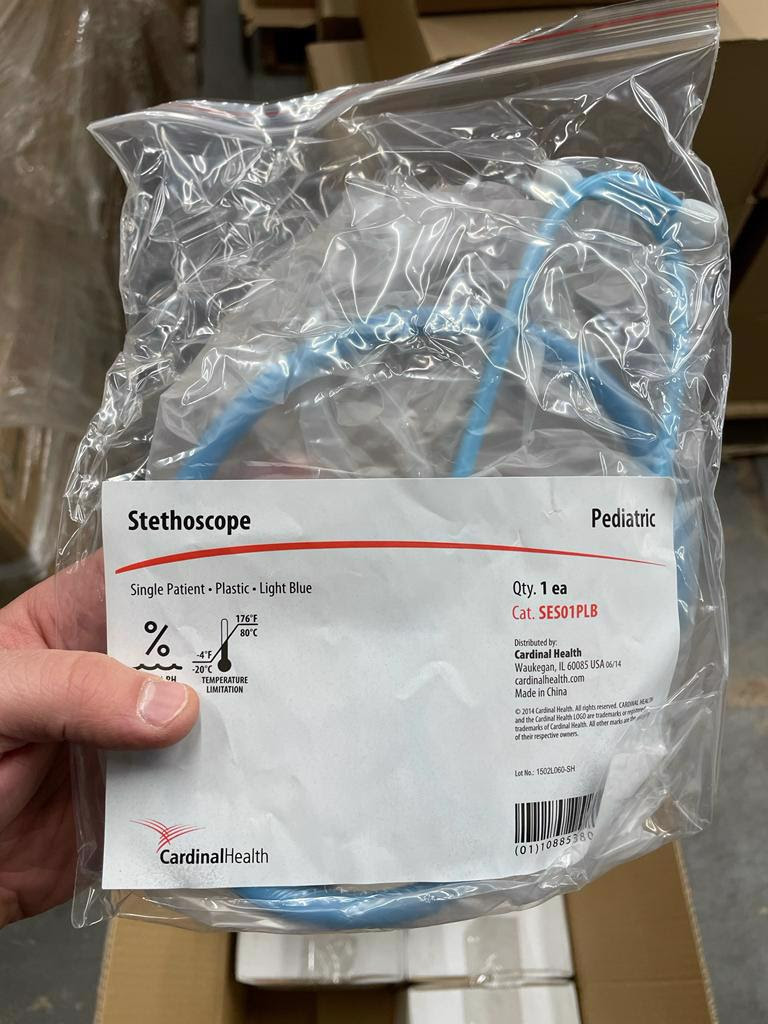 Stethoscope
Pediatric
Single Patient • Plastic • Light Blue
Qty. 1 ea
Cat. SES01PLB
%
176°F
80°C
-4°F
-20°C
TEMPERATURE
LIMITATION
Distributed by:
Cardinal Health
Waukegan, IL 60085 USA 06/14
cardinalhealth.com
Made in China
© 2014 Cardinal Health. All rights reserved. CARDINAL HEALTH
and the Cardinal Health LOGO are trademarks or registered
trademarks of Cardinal Health. All other marks are the
of their respective owners.
Lot No.: 1502L060-SH
(01)10885380
CardinalHealth